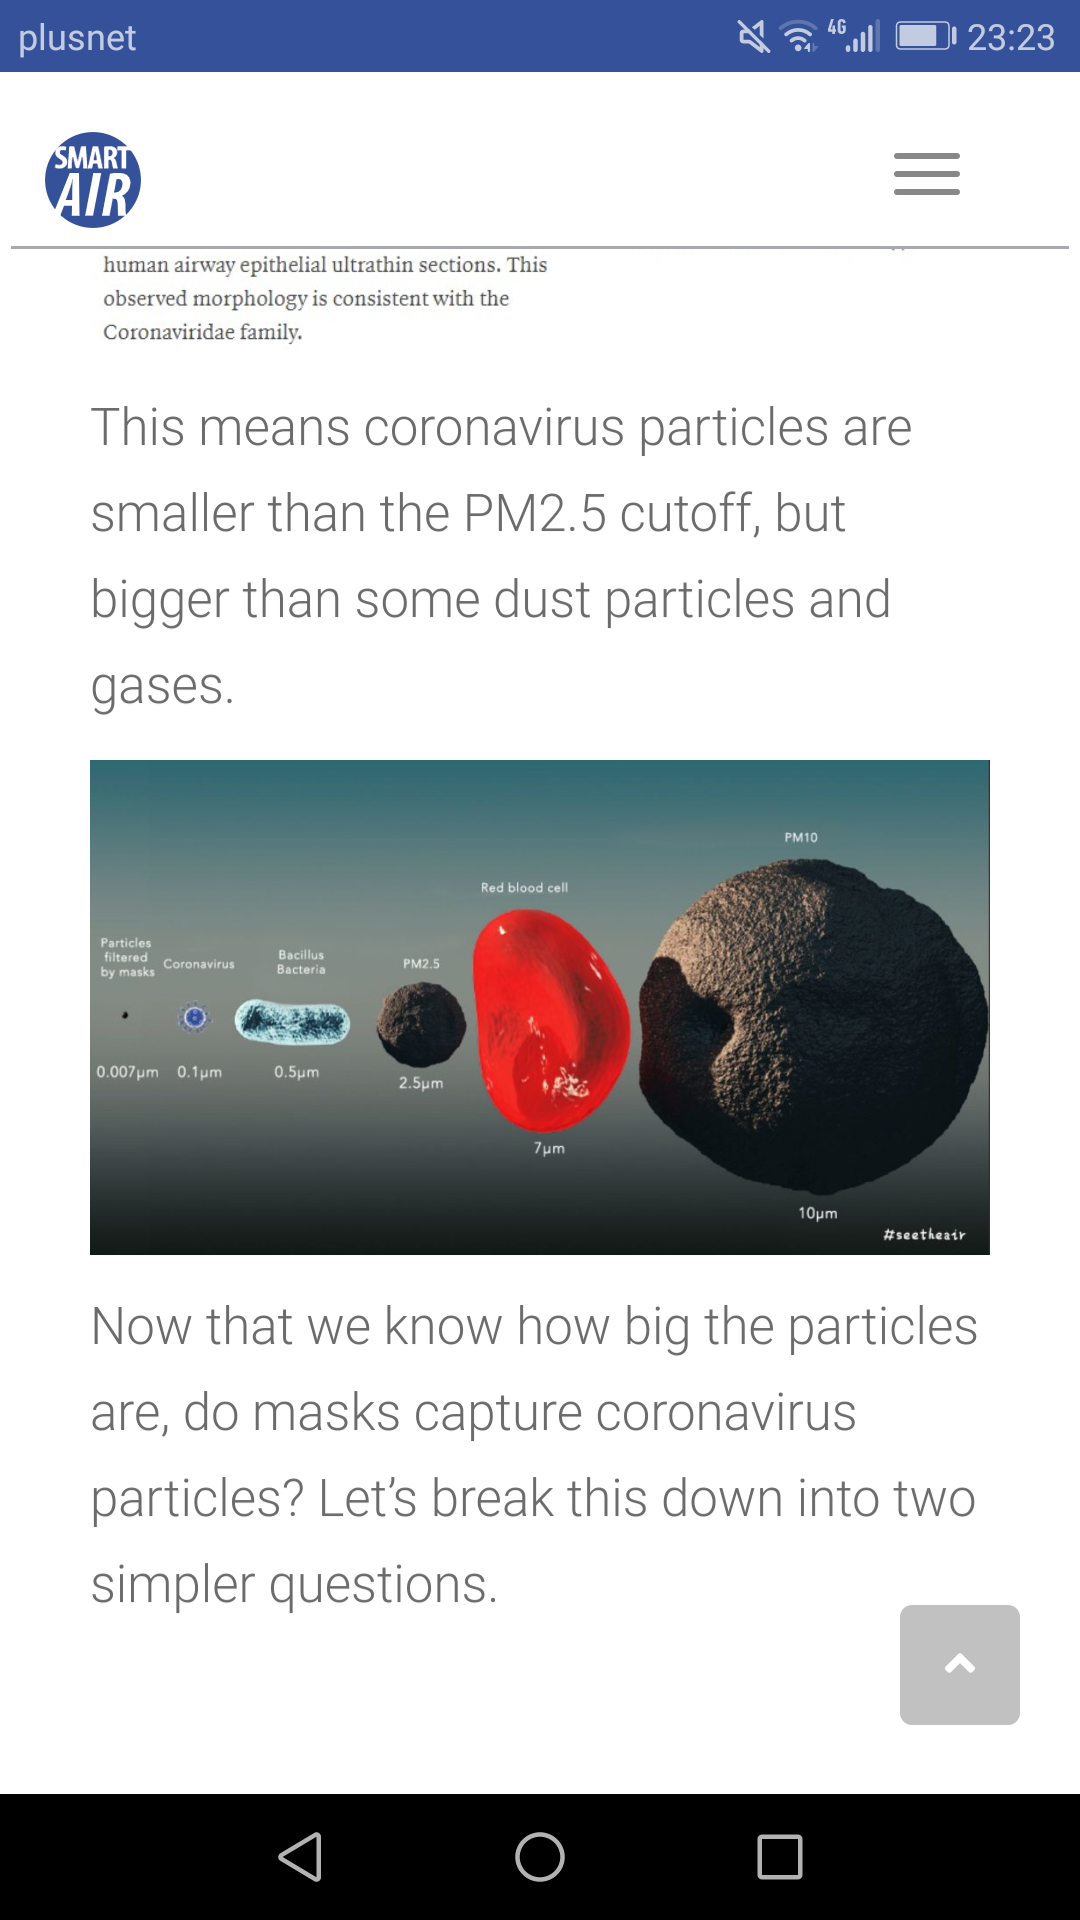 plusnet
4G
23:23
SMART
AIR
human airway epithelial ultrathin sections. This
observed morphology is consistent with the
Coronaviridae family.
This means coronavirus particles are
smaller than the PM2.5 cutoff, but
bigger than some dust particles and
gases.
Particles
filtered
by masks
0.007µm
Coronavirus
0.1µm
Bacillus
Bacteria
0.5µm
PM2.5
2.5µm
Red blood cell
7µm
PM10
10µm
#seetheair
Now that we know how big the particles
are, do masks capture coronavirus
particles? Let’s break this down into two
simpler questions.